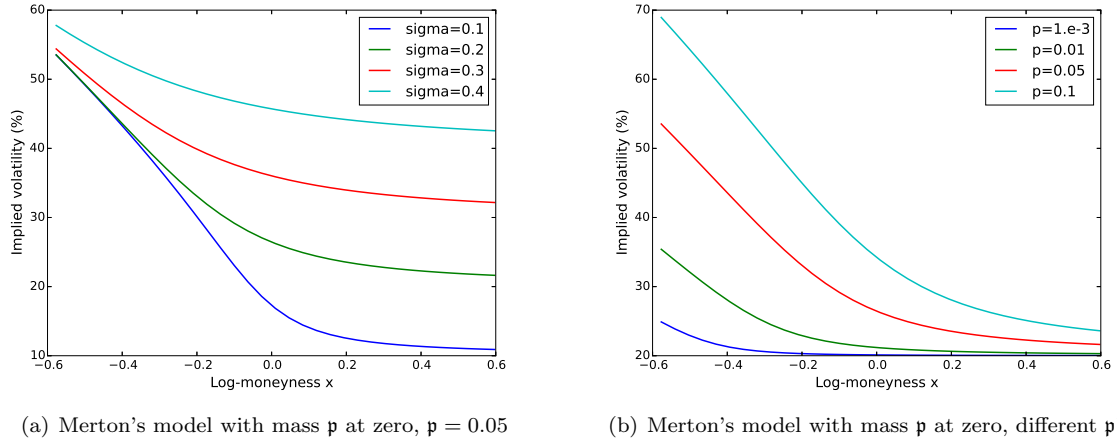 60
50
40
30
20
10
Implied volatility (%)
−0.6
−0.4
−0.2
0.0
0.2
0.4
0.6
Log-moneyness x
sigma=0.1
sigma=0.2
sigma=0.3
sigma=0.4
(a) Merton's model with mass 𝔭 at zero, 𝔭 = 0.05
70
60
50
40
30
20
Implied volatility (%)
−0.6
−0.4
−0.2
0.0
0.2
0.4
0.6
Log-moneyness x
p=1.e-3
p=0.01
p=0.05
p=0.1
(b) Merton's model with mass 𝔭 at zero, different 𝔭